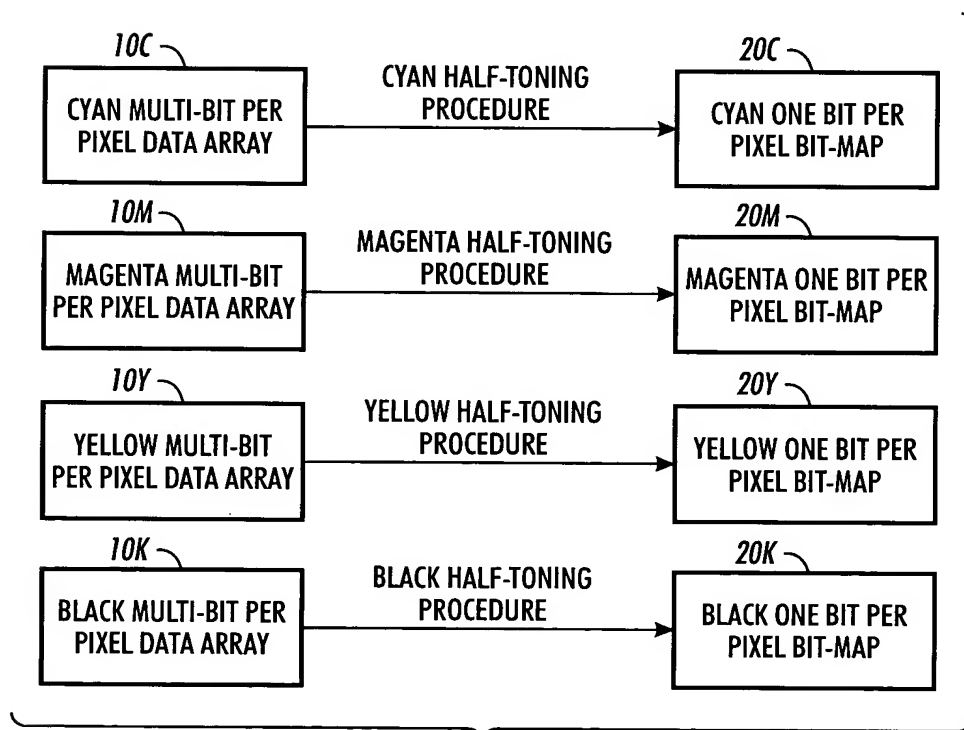 10C
CYAN MULTI-BIT PER
PIXEL DATA ARRAY
CYAN HALF-TONING
PROCEDURE
20C
CYAN ONE BIT PER
PIXEL BIT-MAP
10M
MAGENTA MULTI-BIT
PER PIXEL DATA ARRAY
MAGENTA HALF-TONING
PROCEDURE
20M
MAGENTA ONE BIT PER
PIXEL BIT-MAP
10Y
YELLOW MULTI-BIT
PER PIXEL DATA ARRAY
YELLOW HALF-TONING
PROCEDURE
20Y
YELLOW ONE BIT PER
PIXEL BIT-MAP
10K
BLACK MULTI-BIT PER
PIXEL DATA ARRAY
BLACK HALF-TONING
PROCEDURE
20K
BLACK ONE BIT PER
PIXEL BIT-MAP